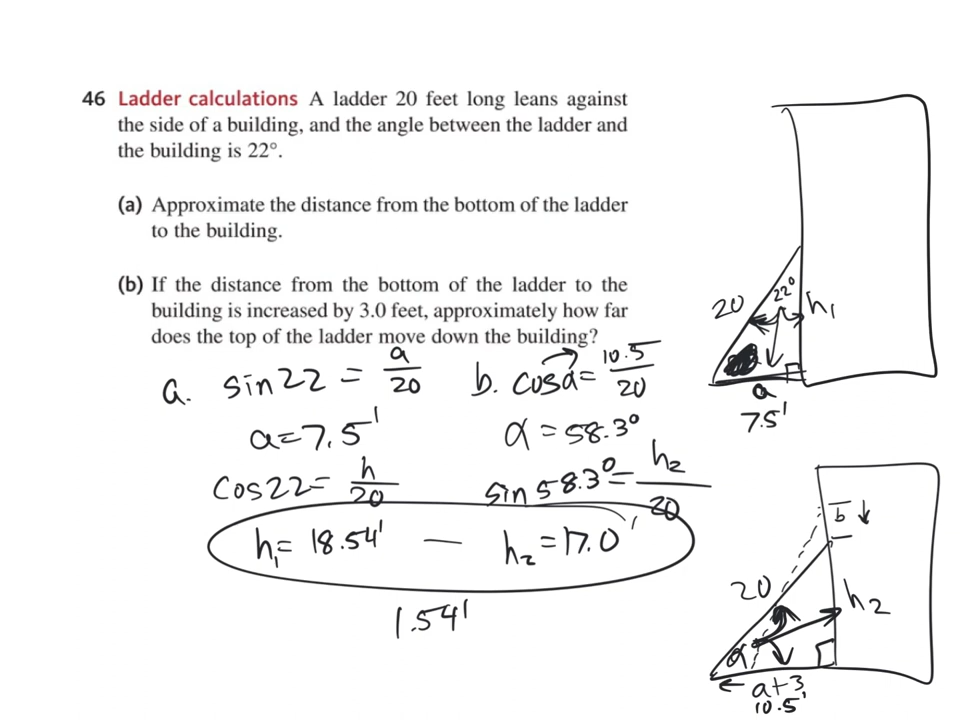 46 Ladder calculations A ladder 20 feet long leans against
the side of a building, and the angle between the ladder and
the building is 22°.
(a) Approximate the distance from the bottom of the ladder
to the building.
(b) If the distance from the bottom of the ladder to the
building is increased by 3.0 feet, approximately how far
does the top of the ladder move down the building?
a. sin 22 = a/20
a = 7.5'
cos 22 = h/20
h₁ = 18.54' — h₂ = 17.0'
1.54'
b. cos α = 10.5/20
α = 58.3°
sin 58.3° = h₂/20
20
22°
h₁
a
7.5'
b ↓
20
h₂
α
← a+3
10.5'